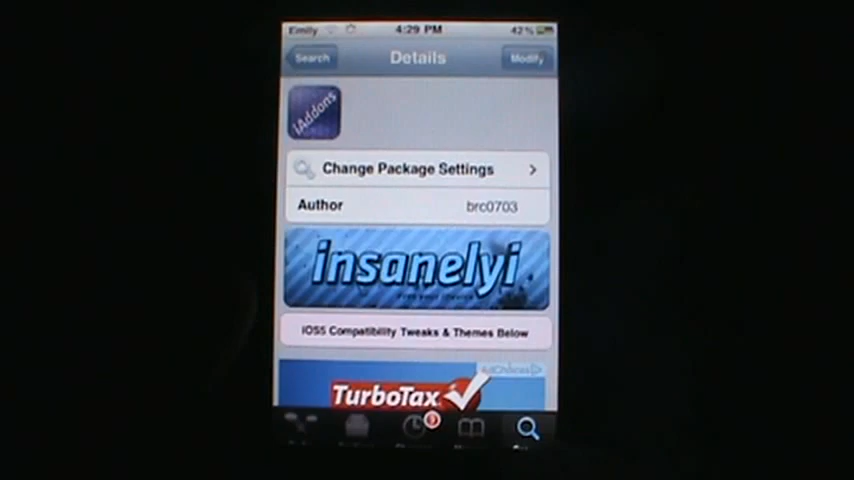 Emily 4:29 PM 42%
Search Details Modify
iAddons
Change Package Settings
Author brc0703
insanelyi
iOS5 Compatibility Tweaks & Themes Below
AdChoices
TurboTax